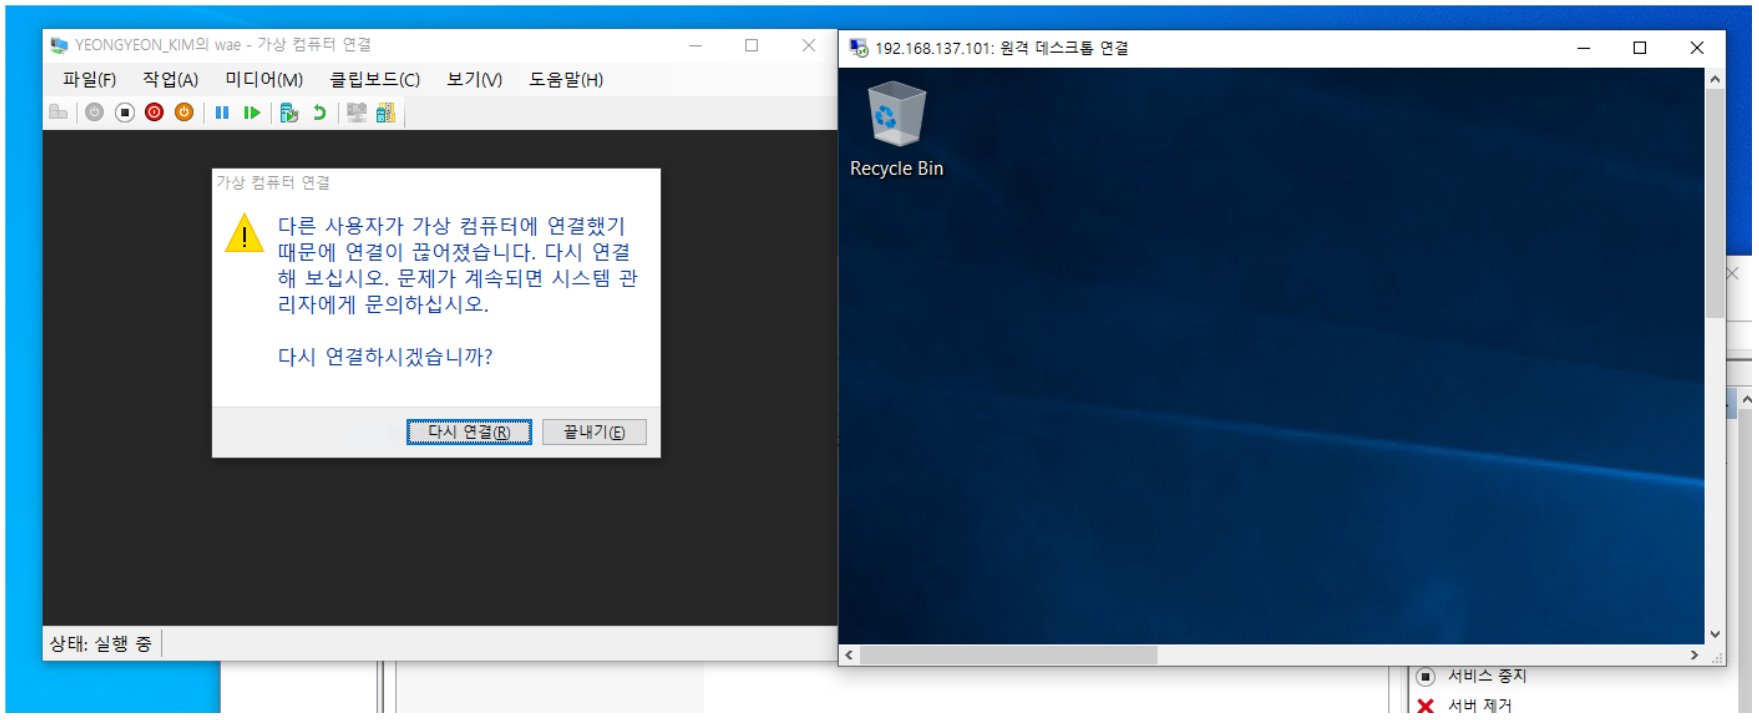 YEONGYEON_KIM의 wae - 가상 컴퓨터 연결
파일(F) 작업(A) 미디어(M) 클립보드(C) 보기(V) 도움말(H)
가상 컴퓨터 연결
다른 사용자가 가상 컴퓨터에 연결했기
때문에 연결이 끊어졌습니다. 다시 연결
해 보십시오. 문제가 계속되면 시스템 관
리자에게 문의하십시오.
다시 연결하시겠습니까?
다시 연결(R) 끝내기(E)
상태: 실행 중
192.168.137.101: 원격 데스크톱 연결
Recycle Bin
서비스 중지
서버 제거